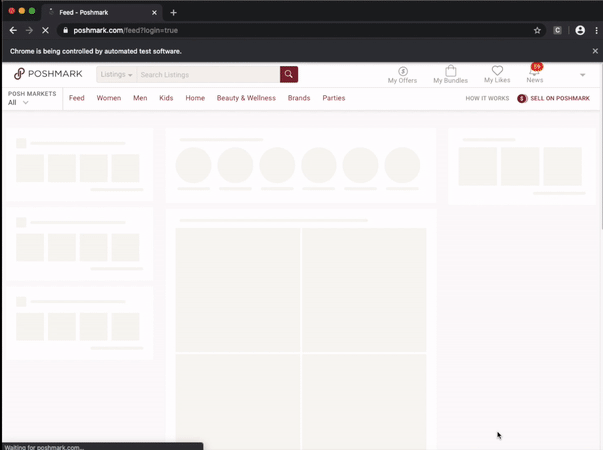 Feed - Poshmark
poshmark.com/feed?login=true
Chrome is being controlled by automated test software.
POSHMARK
Listings
Search Listings
My Offers
My Bundles
My Likes
59
News
POSH MARKETS
All
Feed
Women
Men
Kids
Home
Beauty & Wellness
Brands
Parties
HOW IT WORKS
$ SELL ON POSHMARK
Waiting for poshmark.com...